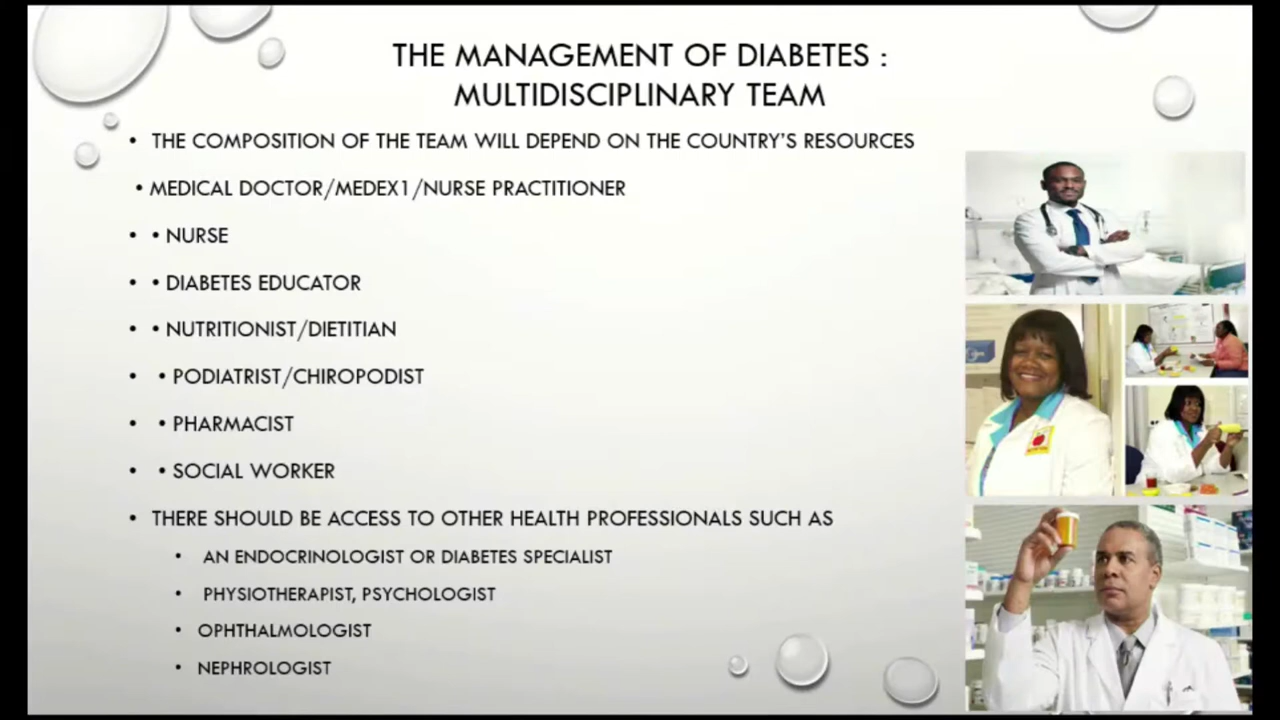 THE MANAGEMENT OF DIABETES :
MULTIDISCIPLINARY TEAM
• THE COMPOSITION OF THE TEAM WILL DEPEND ON THE COUNTRY'S RESOURCES
• MEDICAL DOCTOR/MEDEX1/NURSE PRACTITIONER
• • NURSE
• • DIABETES EDUCATOR
• • NUTRITIONIST/DIETITIAN
• • PODIATRIST/CHIROPODIST
• • PHARMACIST
• • SOCIAL WORKER
• THERE SHOULD BE ACCESS TO OTHER HEALTH PROFESSIONALS SUCH AS
• AN ENDOCRINOLOGIST OR DIABETES SPECIALIST
• PHYSIOTHERAPIST, PSYCHOLOGIST
• OPHTHALMOLOGIST
• NEPHROLOGIST